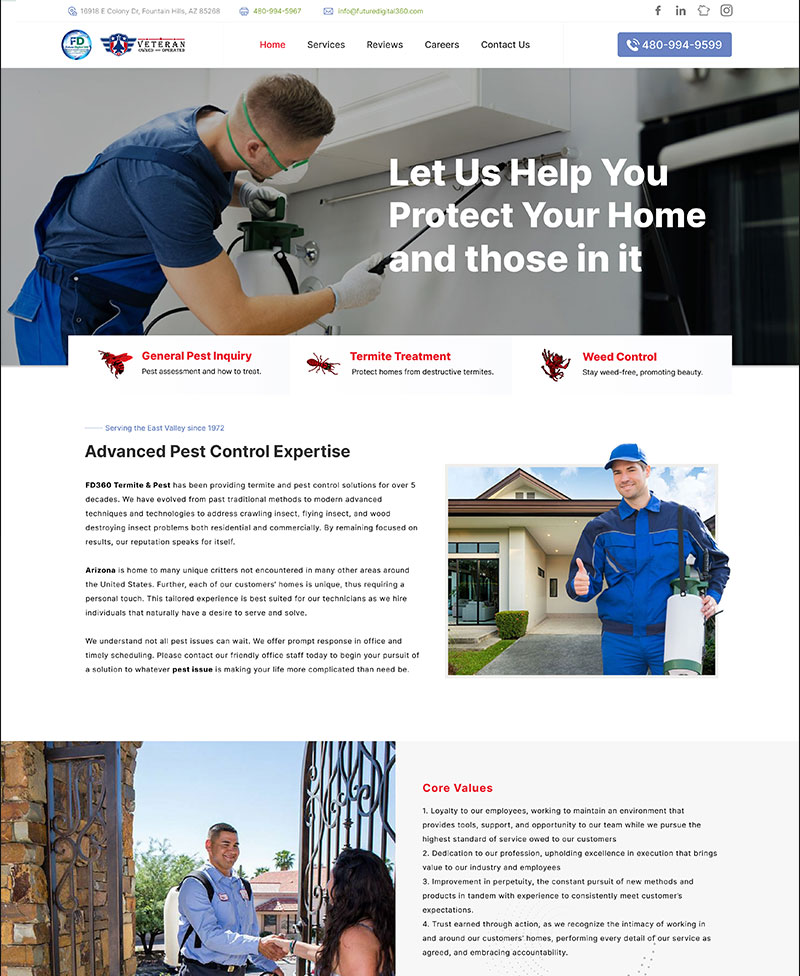 16918 E Colony Dr, Fountain Hills, AZ 85268 480-994-5967 info@futuredigital360.com
FD VETERAN
OWNED AND OPERATED
Home Services Reviews Careers Contact Us
480-994-9599
Let Us Help You
Protect Your Home
and those in it
General Pest Inquiry
Pest assessment and how to treat.
Termite Treatment
Protect homes from destructive termites.
Weed Control
Stay weed-free, promoting beauty.
Serving the East Valley since 1972
Advanced Pest Control Expertise
FD360 Termite & Pest has been providing termite and pest control solutions for over 5
decades. We have evolved from past traditional methods to modern advanced
techniques and technologies to address crawling insect, flying insect, and wood
destroying insect problems both residential and commercially. By remaining focused on
results, our reputation speaks for itself.
Arizona is home to many unique critters not encountered in many other areas around
the United States. Further, each of our customers' homes is unique, thus requiring a
personal touch. This tailored experience is best suited for our technicians as we hire
individuals that naturally have a desire to serve and solve.
We understand not all pest issues can wait. We offer prompt response in office and
timely scheduling. Please contact our friendly office staff today to begin your pursuit of
a solution to whatever pest issue is making your life more complicated than need be.
Core Values
1. Loyalty to our employees, working to maintain an environment that
provides tools, support, and opportunity to our team while we pursue the
highest standard of service owed to our customers
2. Dedication to our profession, upholding excellence in execution that brings
value to our industry and employees
3. Improvement in perpetuity, the constant pursuit of new methods and
products in tandem with experience to consistently meet customer's
expectations.
4. Trust earned through action, as we recognize the intimacy of working in
and around our customers' homes, performing every detail of our service as
agreed, and embracing accountability.